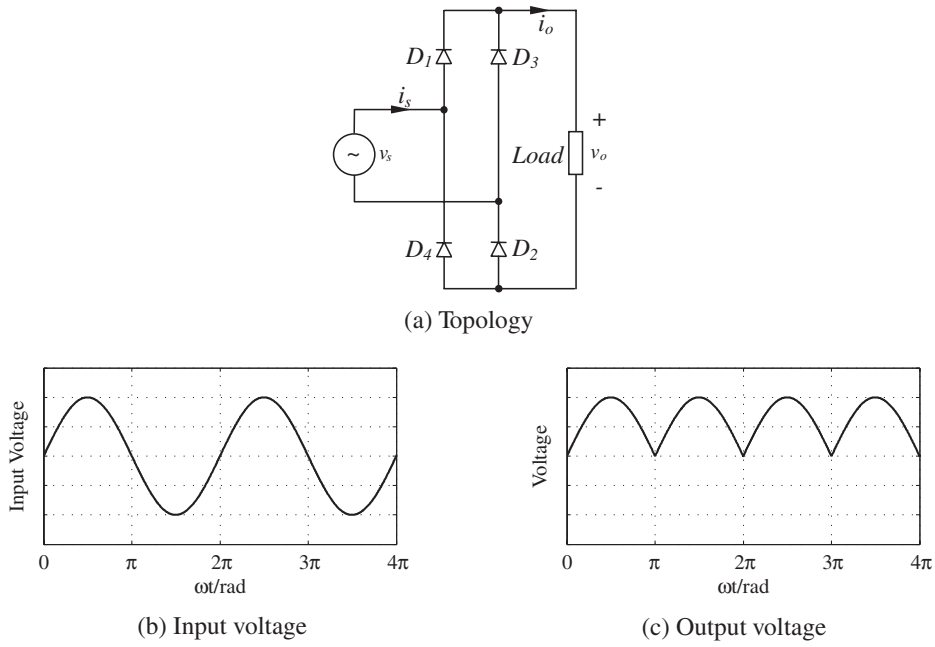 i_o
D_1
D_3
i_s
+
~
v_s
Load
v_o
-
D_4
D_2
(a) Topology
Input Voltage
0 π 2π 3π 4π
ωt/rad
(b) Input voltage
Voltage
0 π 2π 3π 4π
ωt/rad
(c) Output voltage